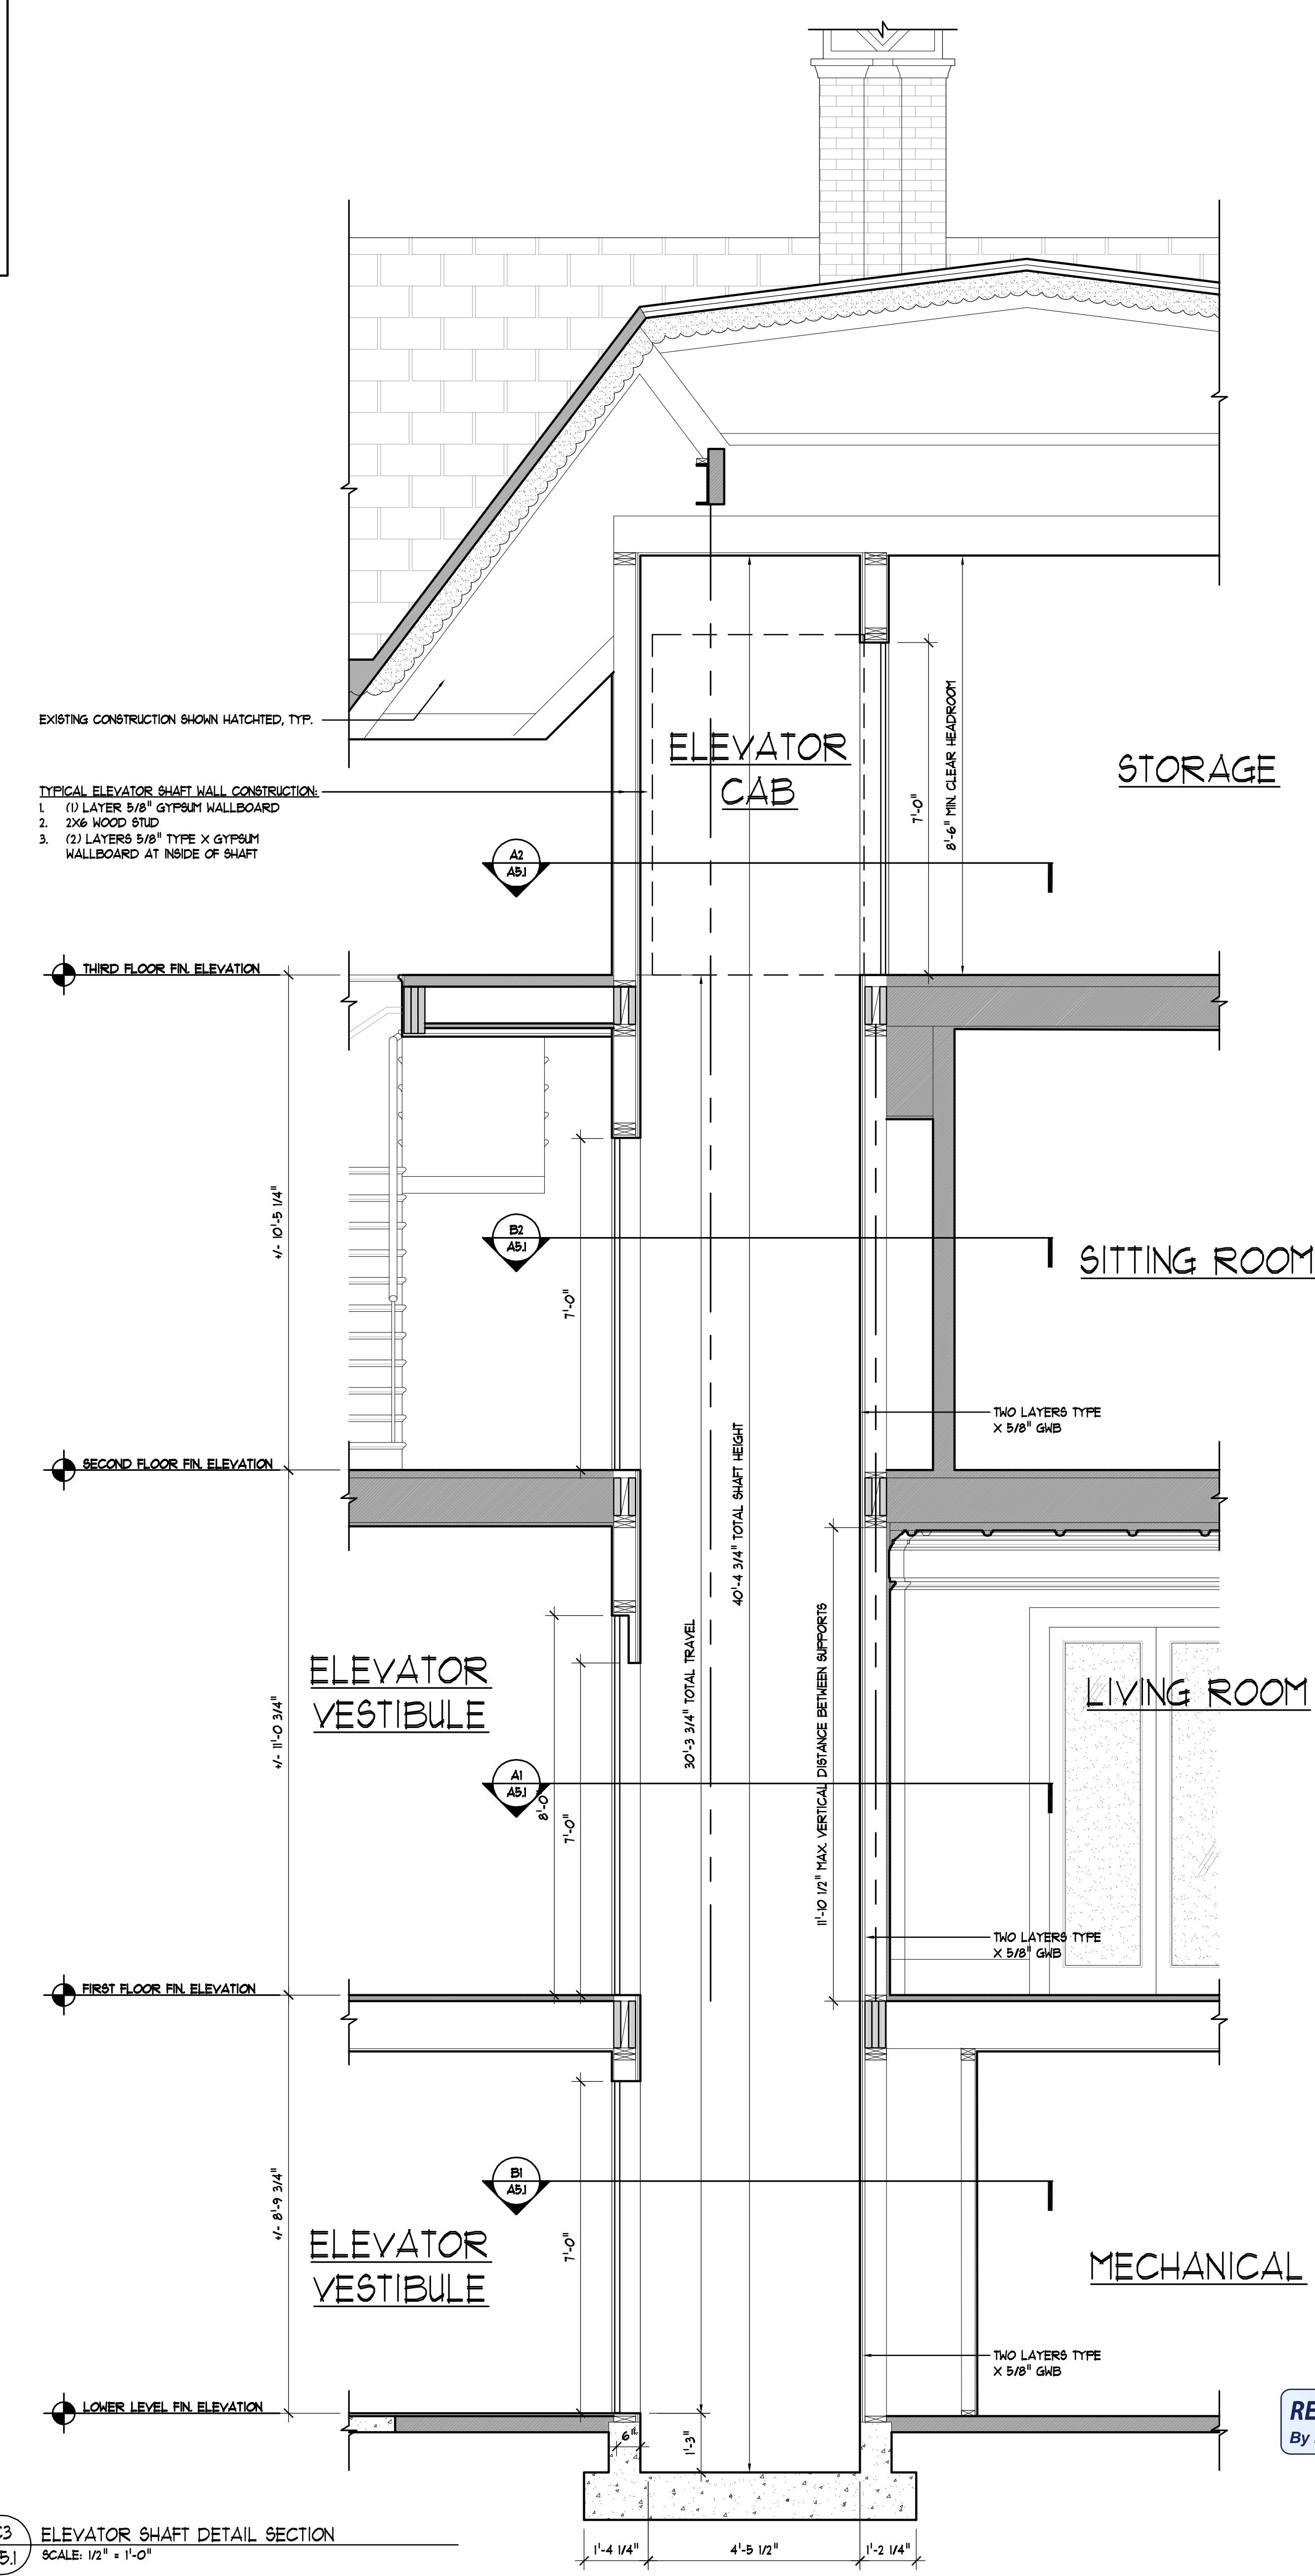 EXISTING CONSTRUCTION SHOWN HATCHTED, TYP.
TYPICAL ELEVATOR SHAFT WALL CONSTRUCTION:
1. (1) LAYER 5/8" GYPSUM WALLBOARD
2. 2X6 WOOD STUD
3. (2) LAYERS 5/8" TYPE X GYPSUM
WALLBOARD AT INSIDE OF SHAFT
ELEVATOR
CAB
7'-0"
8'-6" MIN. CLEAR HEADROOM
STORAGE
A2
A5.1
THIRD FLOOR FIN. ELEVATION
+/- 10'-5 1/4"
B2
A5.1
7'-0"
SITTING ROOM
TWO LAYERS TYPE
X 5/8" GWB
SECOND FLOOR FIN. ELEVATION
40'-4 3/4" TOTAL SHAFT HEIGHT
30'-3 3/4" TOTAL TRAVEL
11'-10 1/2" MAX. VERTICAL DISTANCE BETWEEN SUPPORTS
ELEVATOR
VESTIBULE
LIVING ROOM
+/- 11'-0 3/4"
A1
A5.1
8'-0"
7'-0"
TWO LAYERS TYPE
X 5/8" GWB
FIRST FLOOR FIN. ELEVATION
+/- 8'-9 3/4"
B1
A5.1
7'-0"
ELEVATOR
VESTIBULE
MECHANICAL
TWO LAYERS TYPE
X 5/8" GWB
LOWER LEVEL FIN. ELEVATION
6"
1'-3"
RE
By
1'-4 1/4"
4'-5 1/2"
1'-2 1/4"
C3
5.1
ELEVATOR SHAFT DETAIL SECTION
SCALE: 1/2" = 1'-0"